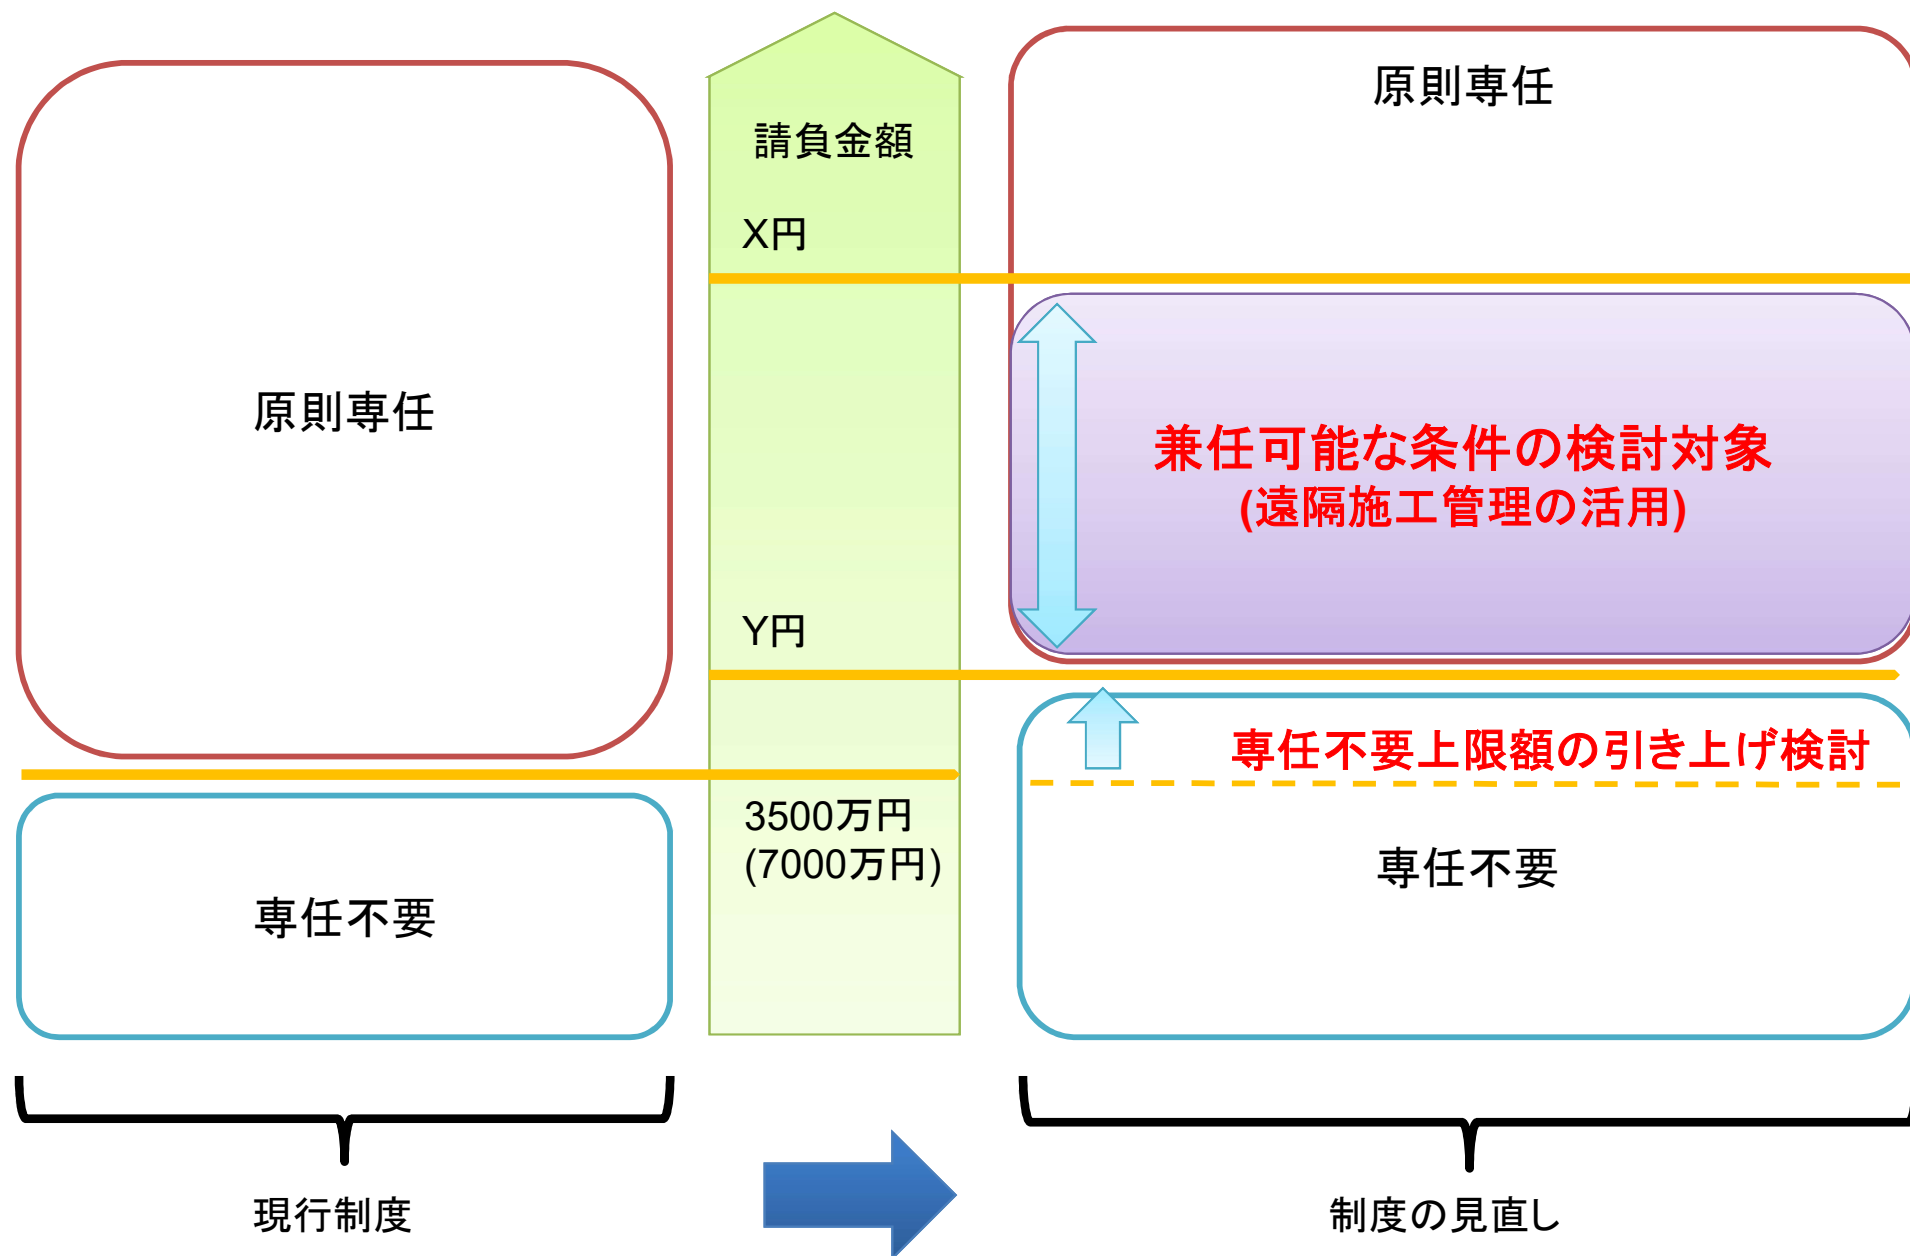 原則専任
専任不要
現行制度
請負金額
X円
Y円
3500万円
(7000万円)
原則専任
兼任可能な条件の検討対象
(遠隔施工管理の活用)
専任不要上限額の引き上げ検討
専任不要
制度の見直し